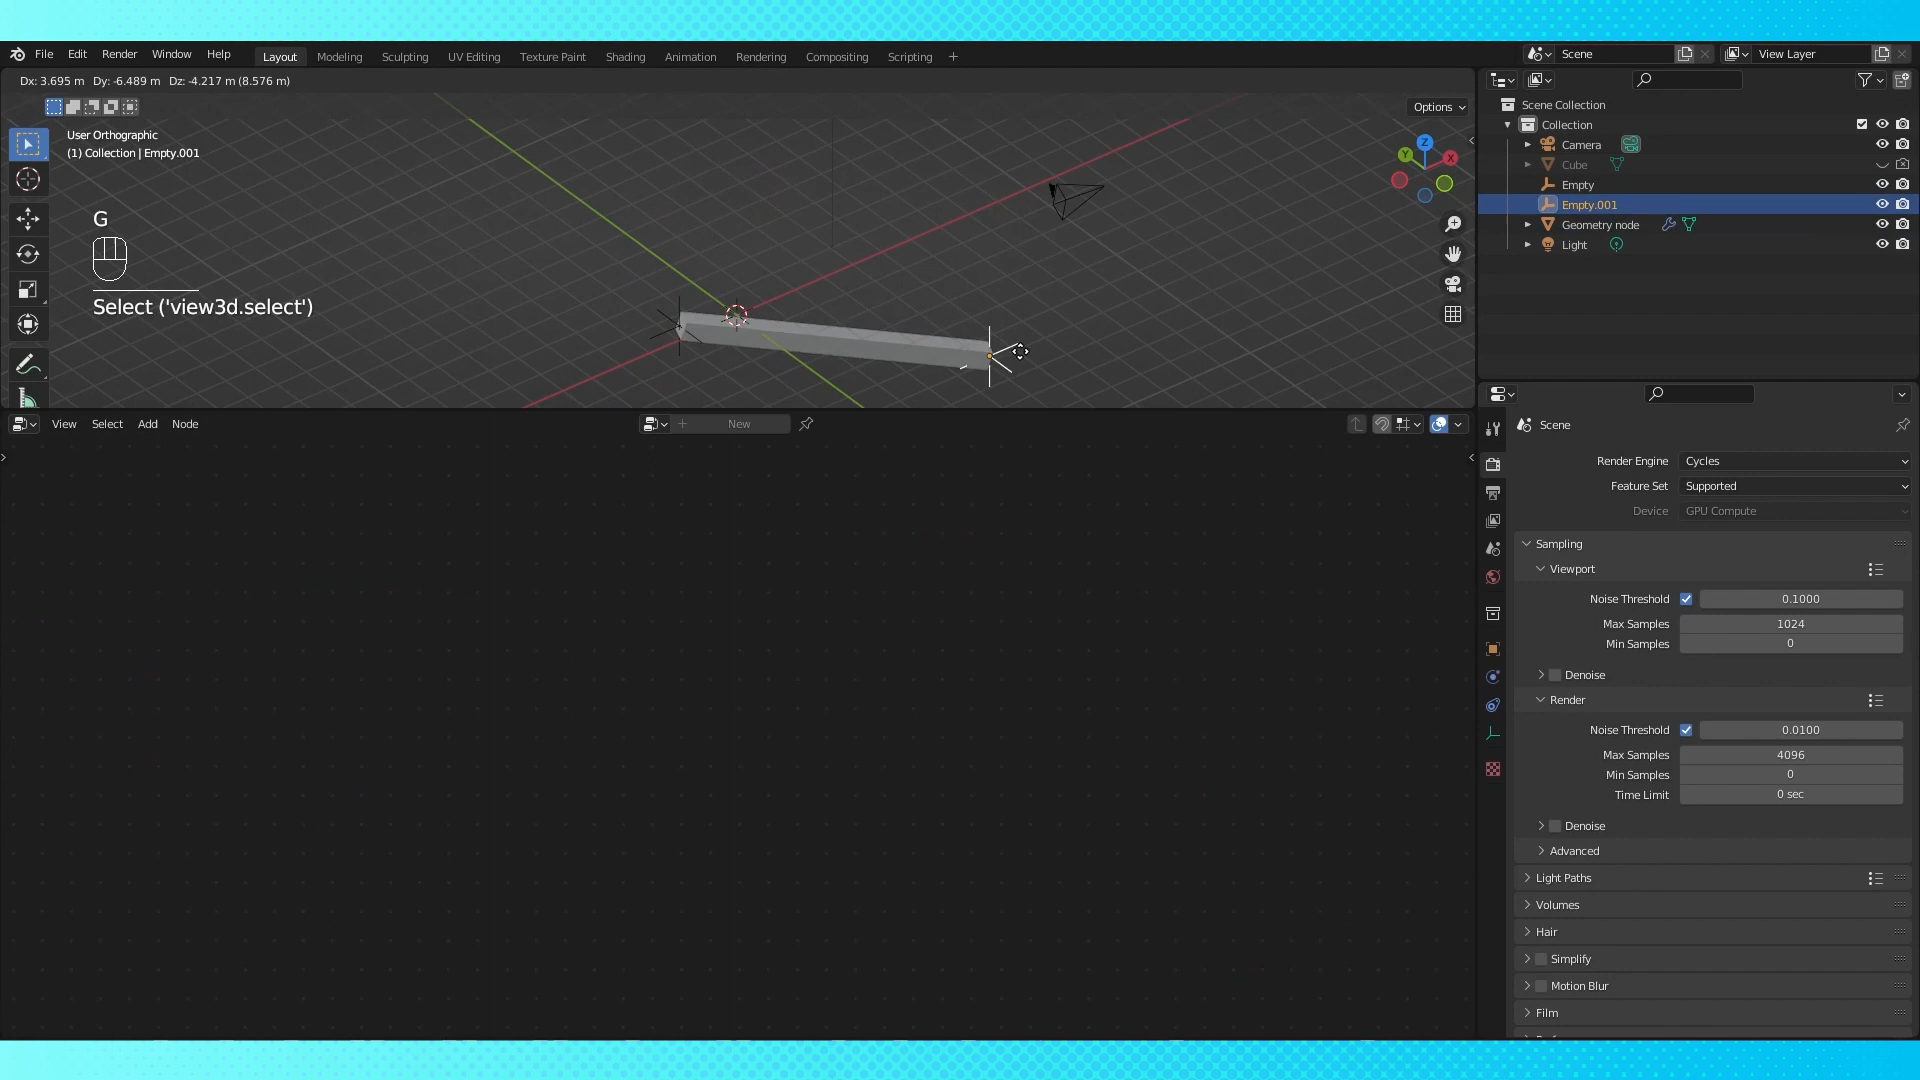 File Edit Render Window Help Layout Modeling Sculpting UV Editing Texture Paint Shading Animation Rendering Compositing Scripting + Scene View Layer
Dx: 3.695 m Dy: -6.489 m Dz: -4.217 m (8.576 m)
Options
User Orthographic
(1) Collection | Empty.001
G
Select ('view3d.select')
Z
Y
X
Scene Collection
Collection
Camera
Cube
Empty
Empty.001
Geometry node
Light
View Select Add Node New
Scene
Render Engine Cycles
Feature Set Supported
Device GPU Compute
Sampling
Viewport
Noise Threshold 0.1000
Max Samples 1024
Min Samples 0
Denoise
Render
Noise Threshold 0.0100
Max Samples 4096
Min Samples 0
Time Limit 0 sec
Denoise
Advanced
Light Paths
Volumes
Hair
Simplify
Motion Blur
Film